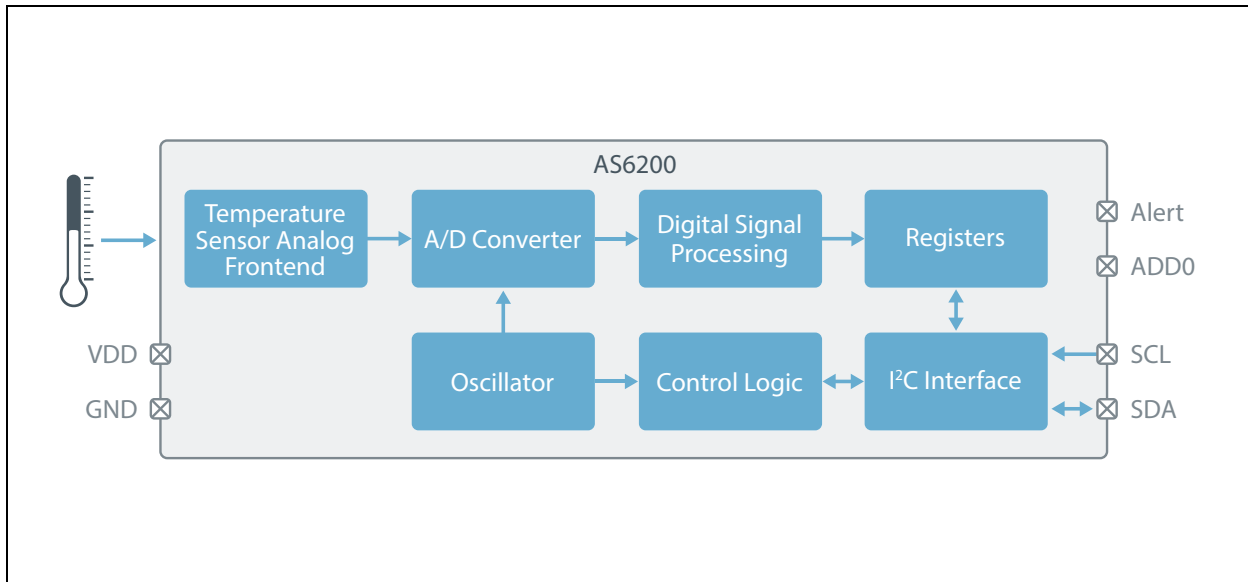 AS6200
Temperature
Sensor Analog
Frontend
A/D Converter
Digital Signal
Processing
Registers
Alert
ADD0
VDD
GND
Oscillator
Control Logic
I²C Interface
SCL
SDA